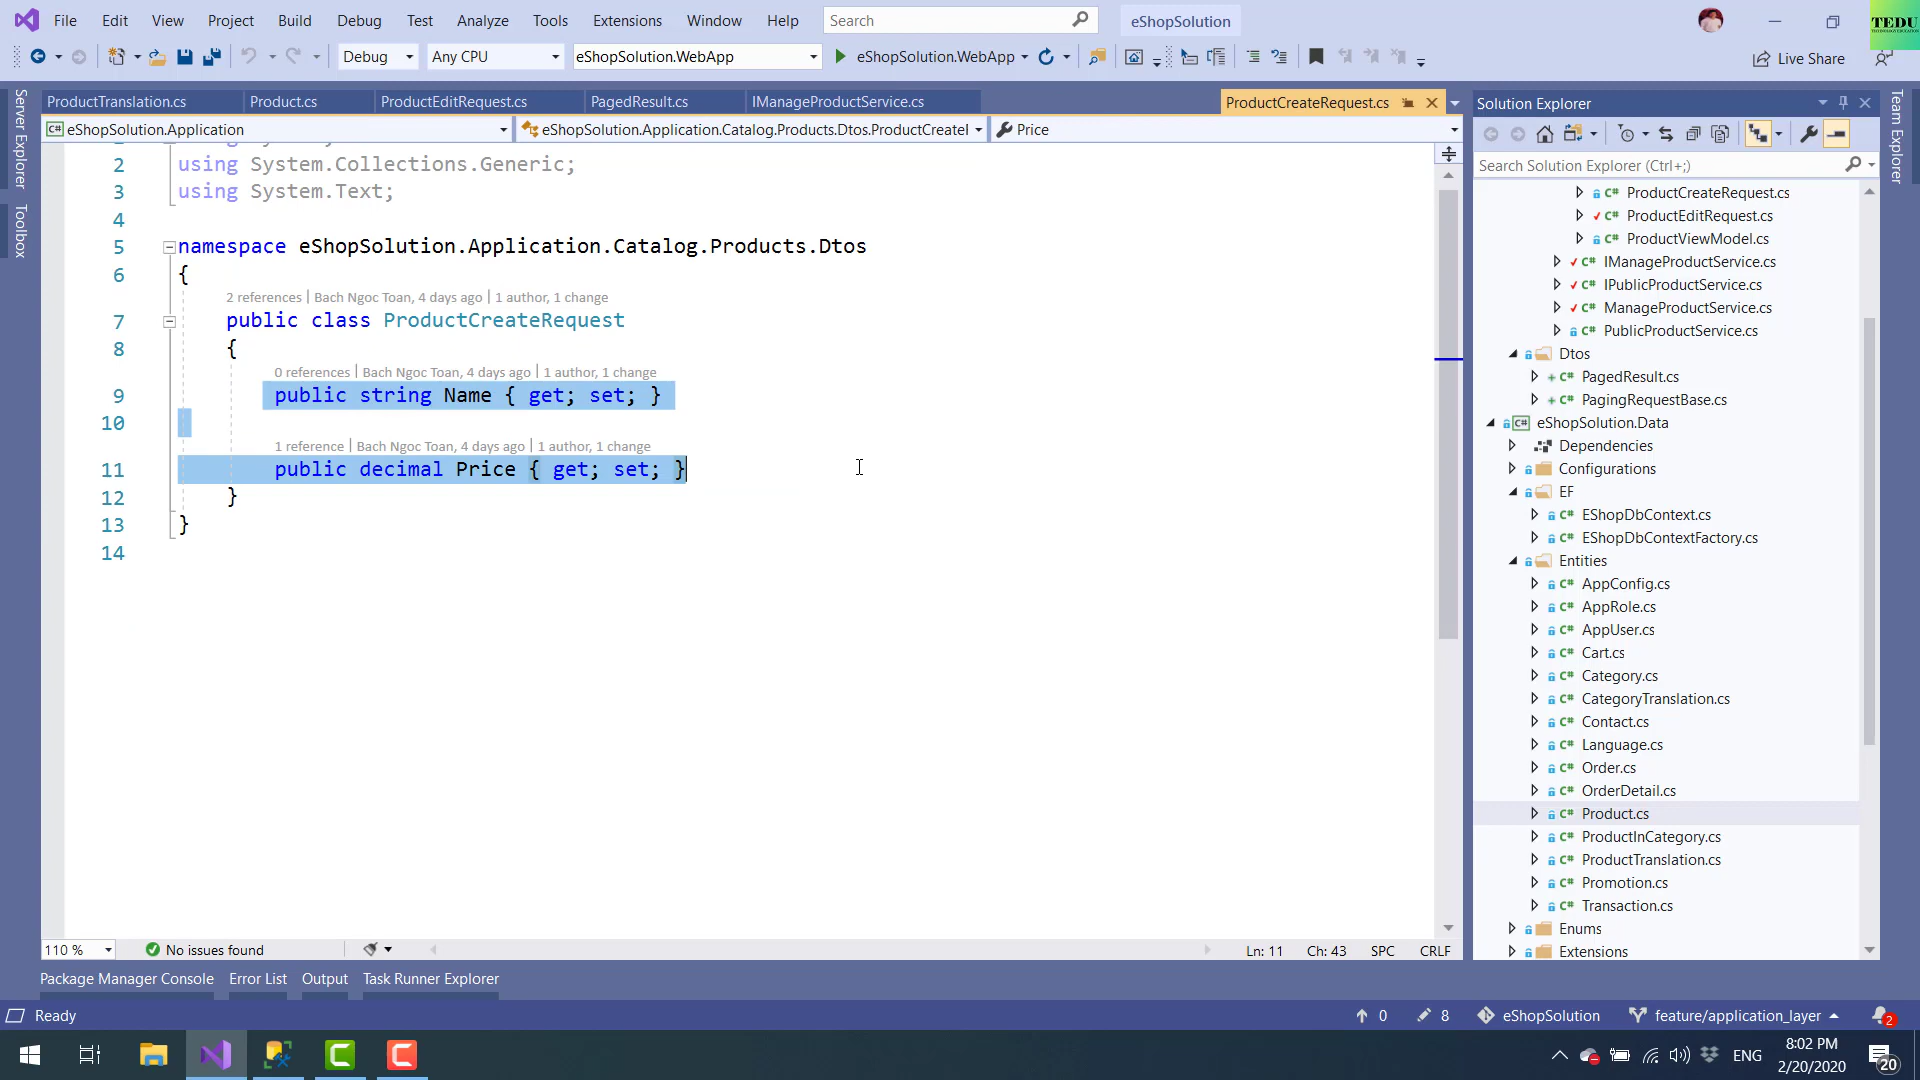 File Edit View Project Build Debug Test Analyze Tools Extensions Window Help Search eShopSolution
TEDU
Debug Any CPU eShopSolution.WebApp eShopSolution.WebApp Live Share
Server Explorer
Toolbox
ProductTranslation.cs Product.cs ProductEditRequest.cs PagedResult.cs IManageProductService.cs ProductCreateRequest.cs
eShopSolution.Application eShopSolution.Application.Catalog.Products.Dtos.ProductCreateI Price
2 using System.Collections.Generic;
3 using System.Text;
4
5 namespace eShopSolution.Application.Catalog.Products.Dtos
6 {
2 references | Bach Ngoc Toan, 4 days ago | 1 author, 1 change
7 public class ProductCreateRequest
8 {
0 references | Bach Ngoc Toan, 4 days ago | 1 author, 1 change
9 public string Name { get; set; }
10
1 reference | Bach Ngoc Toan, 4 days ago | 1 author, 1 change
11 public decimal Price { get; set; }
12 }
13 }
14
110 % No issues found Ln: 11 Ch: 43 SPC CRLF
Solution Explorer
Search Solution Explorer (Ctrl+;)
C# ProductCreateRequest.cs
C# ProductEditRequest.cs
C# ProductViewModel.cs
C# IManageProductService.cs
C# IPublicProductService.cs
C# ManageProductService.cs
C# PublicProductService.cs
Dtos
C# PagedResult.cs
C# PagingRequestBase.cs
C# eShopSolution.Data
Dependencies
Configurations
EF
C# EShopDbContext.cs
C# EShopDbContextFactory.cs
Entities
C# AppConfig.cs
C# AppRole.cs
C# AppUser.cs
C# Cart.cs
C# Category.cs
C# CategoryTranslation.cs
C# Contact.cs
C# Language.cs
C# Order.cs
C# OrderDetail.cs
C# Product.cs
C# ProductInCategory.cs
C# ProductTranslation.cs
C# Promotion.cs
C# Transaction.cs
Enums
Extensions
Team Explorer
Package Manager Console Error List Output Task Runner Explorer
Ready 0 8 eShopSolution feature/application_layer 2
ENG 8:02 PM
2/20/2020 20